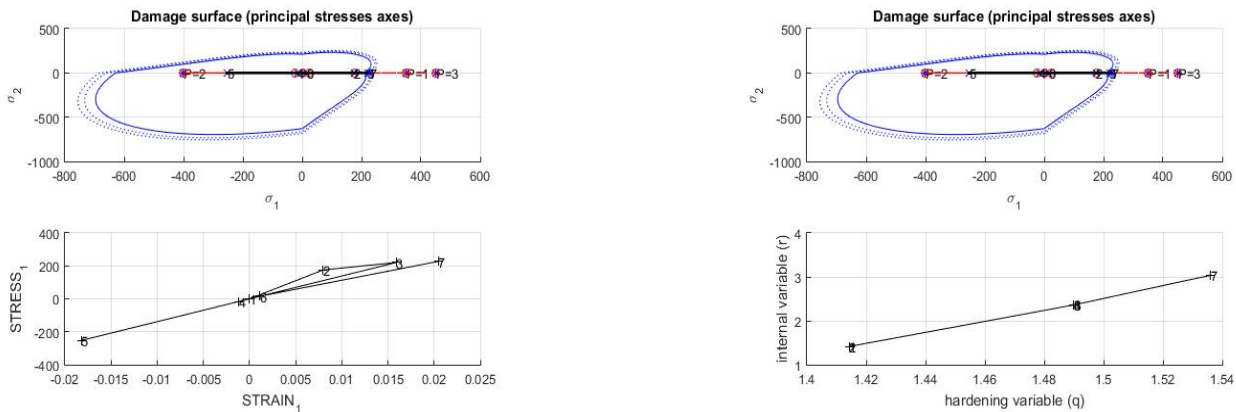 Damage surface (principal stresses axes)
500
0
-500
-1000
σ2
P=2
5
2
7
P=1
P=3
-800 -600 -400 -200 0 200 400 600
σ1
Damage surface (principal stresses axes)
500
0
-500
-1000
σ2
P=2
5
2
7
P=1
P=3
-800 -600 -400 -200 0 200 400 600
σ1
400
200
0
-200
-400
STRESS1
2
7
4
1
6
-0.02 -0.015 -0.01 -0.005 0 0.005 0.01 0.015 0.02 0.025
STRAIN1
4
3
2
1
internal variable (r)
7
1.4 1.42 1.44 1.46 1.48 1.5 1.52 1.54
hardening variable (q)